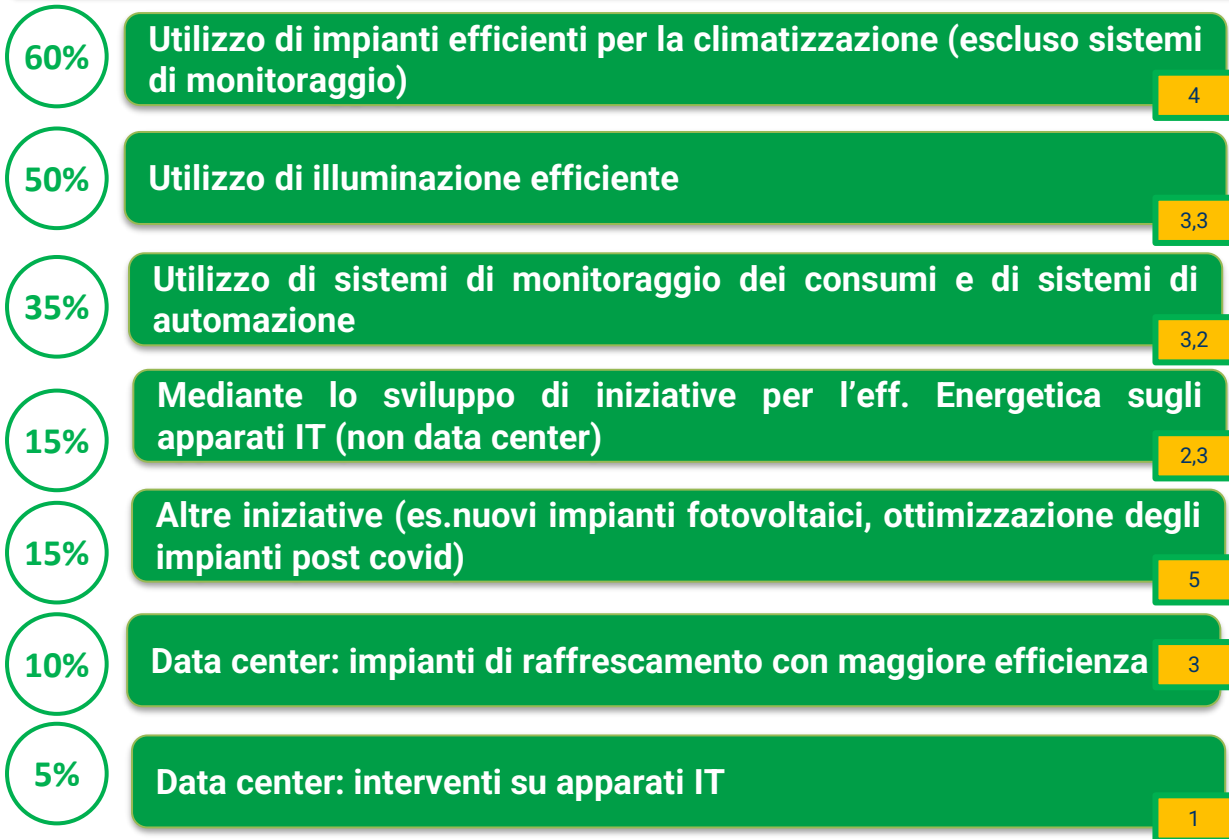 60%
Utilizzo di impianti efficienti per la climatizzazione (escluso sistemi
di monitoraggio)
4
50%
Utilizzo di illuminazione efficiente
3,3
35%
Utilizzo di sistemi di monitoraggio dei consumi e di sistemi di
automazione
3,2
15%
Mediante lo sviluppo di iniziative per l'eff. Energetica sugli
apparati IT (non data center)
2,3
15%
Altre iniziative (es.nuovi impianti fotovoltaici, ottimizzazione degli
impianti post covid)
5
10%
Data center: impianti di raffrescamento con maggiore efficienza
3
5%
Data center: interventi su apparati IT
1